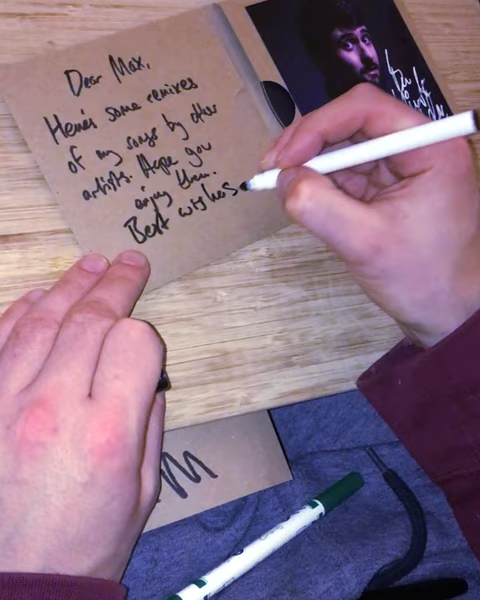 Dear Max,
Here's some remixes
of my songs by other
artists. Hope you
enjoy them.
Best wishes
M